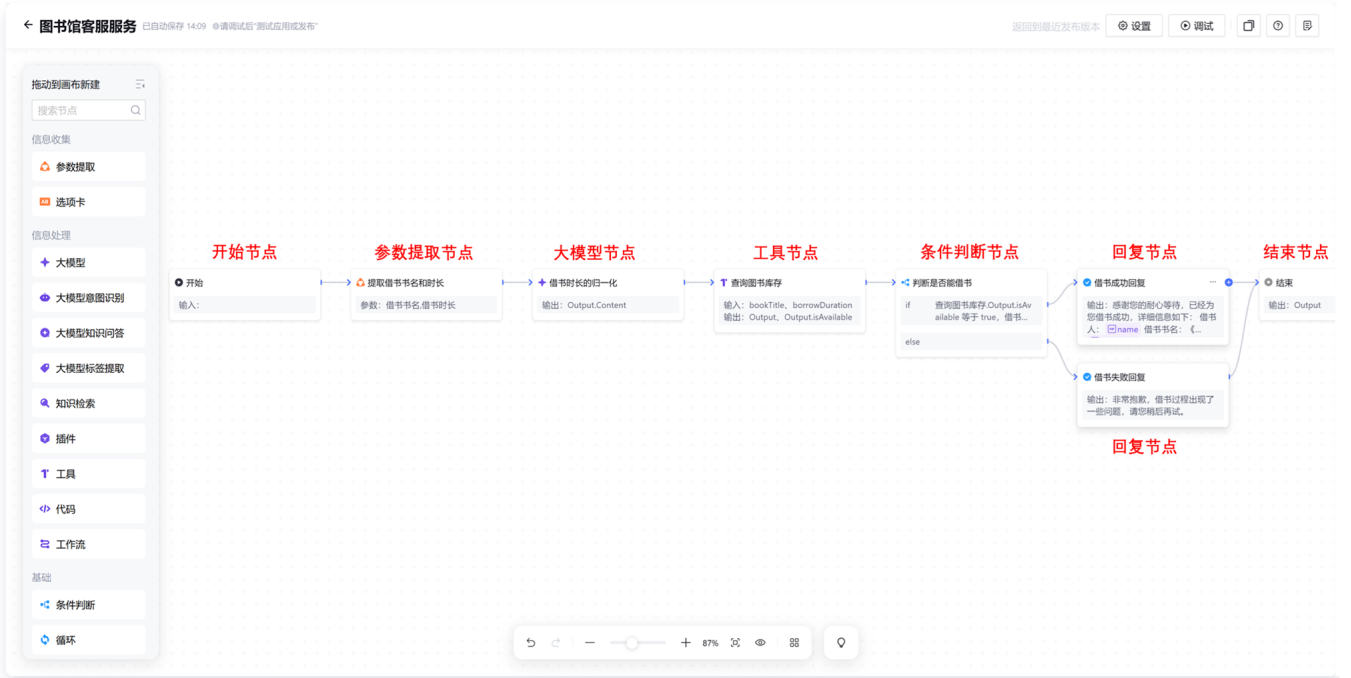 图书馆客服服务 已自动保存 14:09 请调试后“测试应用或发布”
返回到最近发布版本 设置 调试
拖动到画布新建
搜索节点
信息收集
参数提取
选项卡
信息处理
大模型
大模型意图识别
大模型知识问答
大模型标签提取
知识检索
插件
工具
代码
工作流
基础
条件判断
循环
开始节点
开始
输入：
参数提取节点
提取借书书名和时长
参数：借书书名,借书时长
大模型节点
借书时长的归一化
输出：Output.Content
工具节点
查询图书库存
输入：bookTitle、borrowDuration
输出：Output、Output.isAvailable
条件判断节点
判断是否能借书
if 查询图书库存.Output.isAv
ailable 等于 true，借书...
else
回复节点
借书成功回复 ···
输出：感谢您的耐心等待，已经为
您借书成功，详细信息如下： 借书
人： name 借书书名：《...
借书失败回复
输出：非常抱歉，借书过程出现了
一些问题，请您稍后再试。
回复节点
结束节点
结束
输出：Output
87%